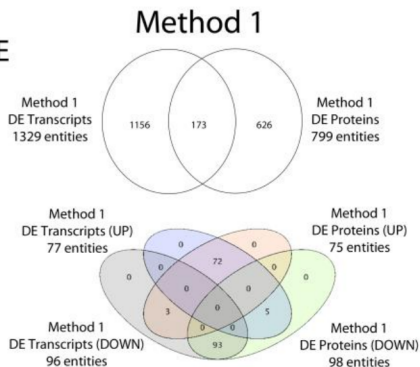 Method 1
E
Method 1
DE Transcripts
1329 entities
1156
173
626
Method 1
DE Proteins
799 entities
Method 1
DE Transcripts (UP)
77 entities
Method 1
DE Proteins (UP)
75 entities
0
0
0
72
0
0
0
0
0
3
0
5
0
0
93
Method 1
DE Transcripts (DOWN)
96 entities
Method 1
DE Proteins (DOWN)
98 entities